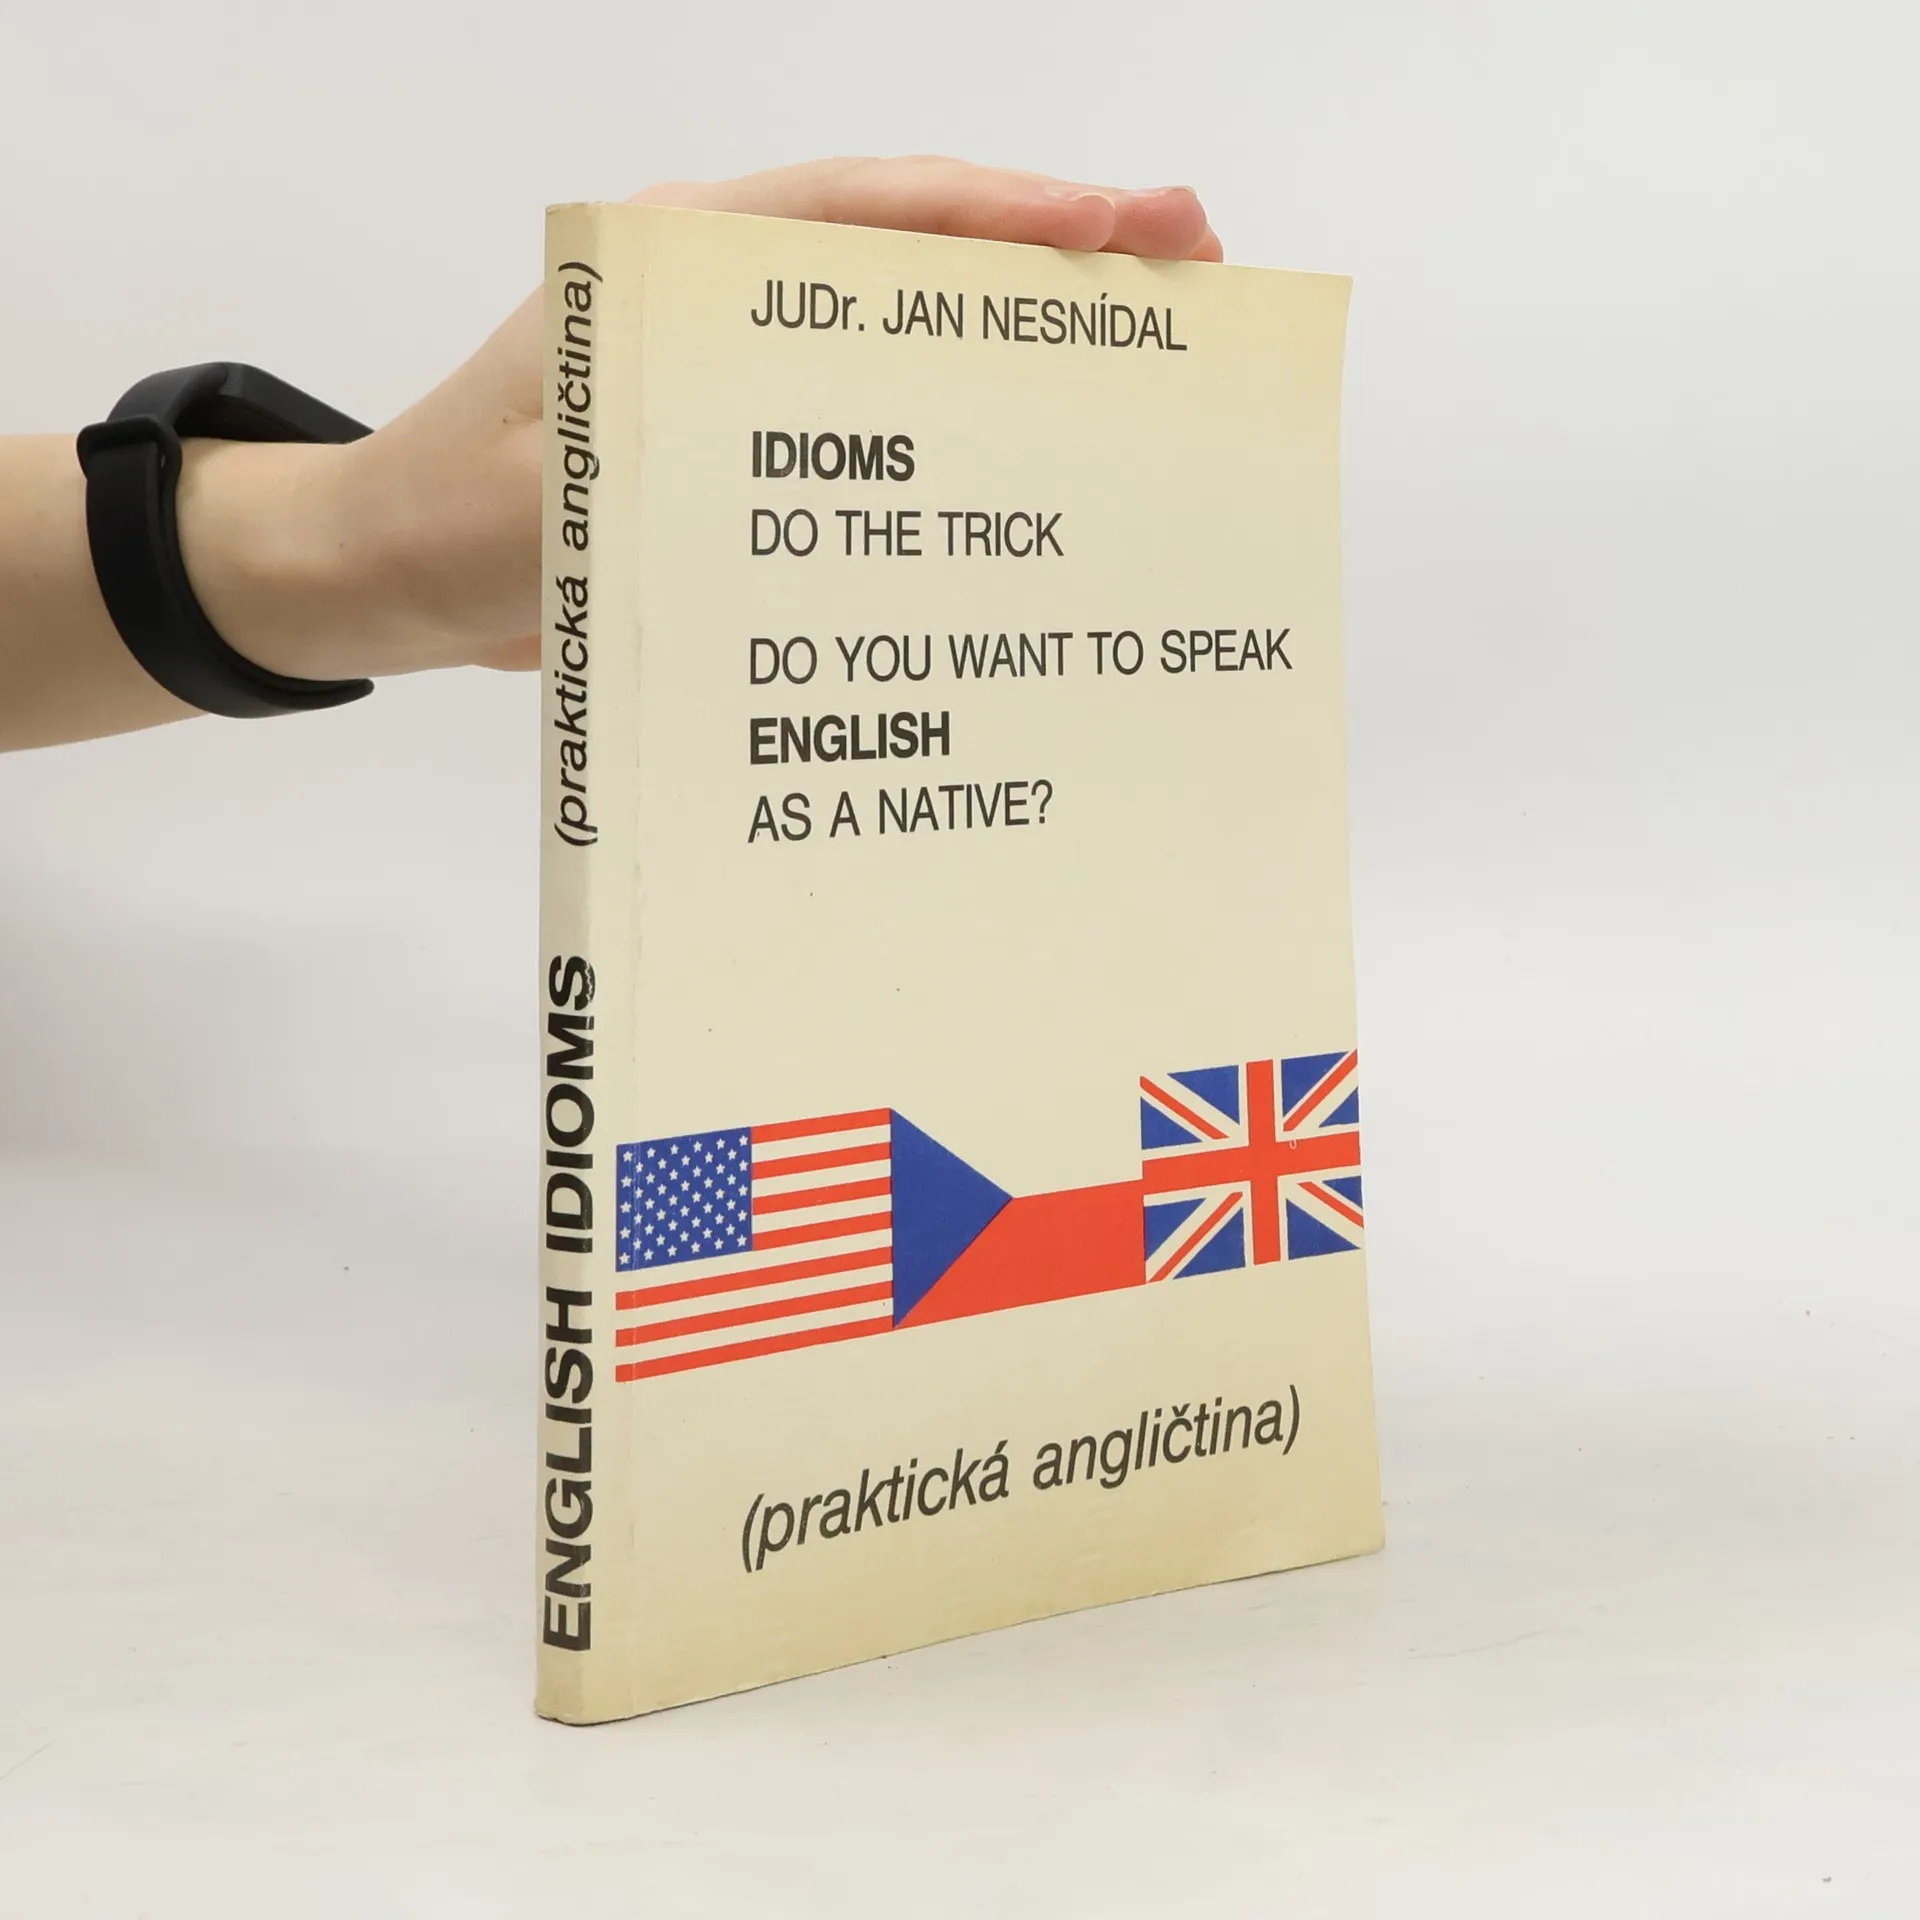 JUDr. JAN NESNÍDAL
IDIOMS
DO THE TRICK
DO YOU WANT TO SPEAK
ENGLISH
AS A NATIVE?
(praktická angličtina)
ENGLISH IDIOMS (praktická angličtina)